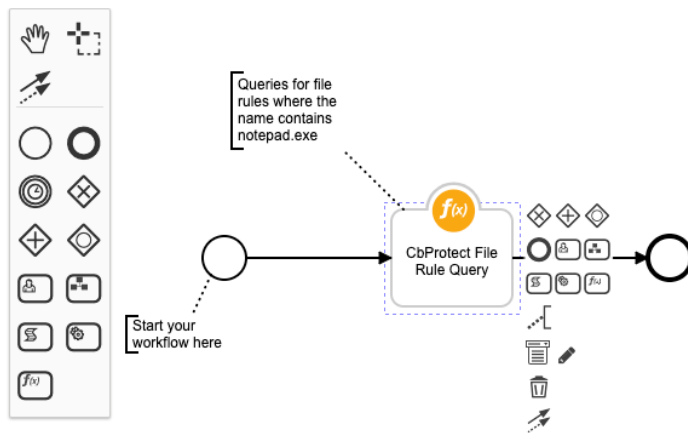 Queries for file
rules where the
name contains
notepad.exe
f(x)
CbProtect File
Rule Query
Start your
workflow here
f(x)
f(x)